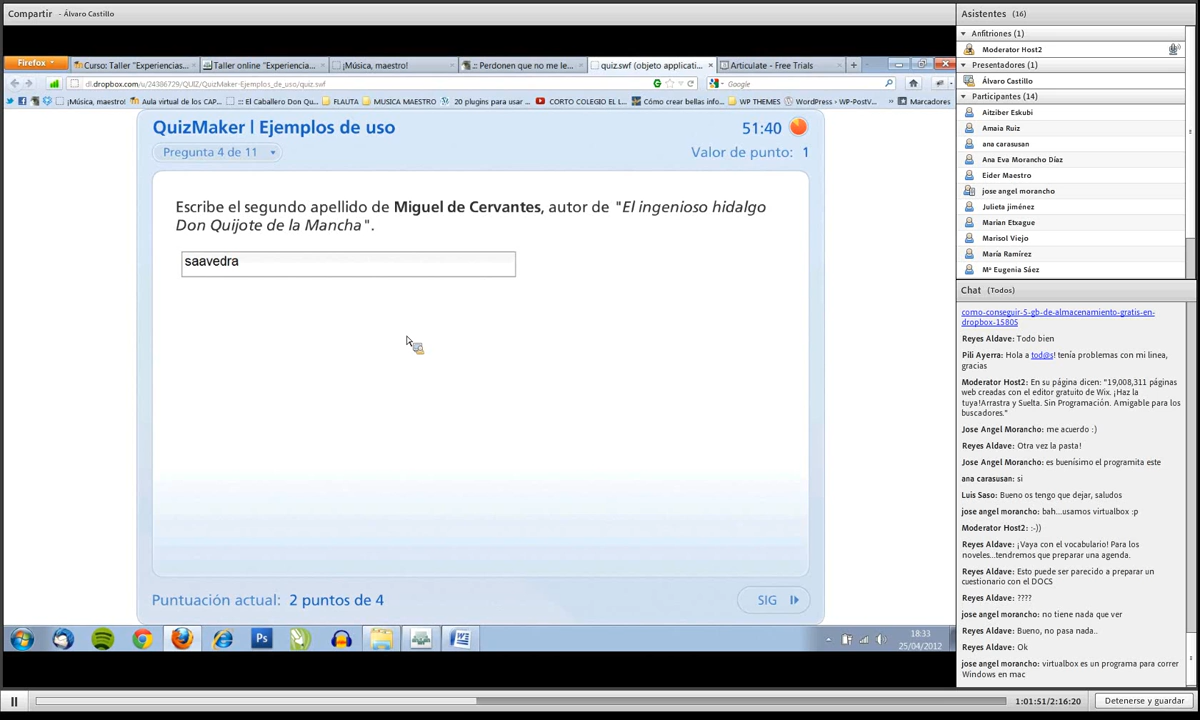 Compartir - Álvaro Castillo
Firefox
Curso: Taller "Experiencias...
Taller online "Experiencia...
¡Música, maestro!
.:: Perdonen que no me le...
quiz.swf (objeto applicati...
Articulate - Free Trials
dl.dropbox.com/u/24386729/QUIZ/QuizMaker-Ejemplos_de_uso/quiz.swf
Google
¡Música, maestro!
Aula virtual de los CAP...
:: El Caballero Don Qu...
FLAUTA
MUSICA MAESTRO
20 plugins para usar ...
CORTO COLEGIO EL L...
Cómo crear bellas info...
WP THEMES
WordPress › WP-PostV...
Marcadores
QuizMaker | Ejemplos de uso
51:40
Pregunta 4 de 11
Valor de punto: 1
Escribe el segundo apellido de Miguel de Cervantes, autor de "El ingenioso hidalgo
Don Quijote de la Mancha".
saavedra
Puntuación actual: 2 puntos de 4
SIG
Ps
18:33
25/04/2012
Asistentes (16)
Anfitriones (1)
Moderator Host2
Presentadores (1)
Álvaro Castillo
Participantes (14)
Aitziber Eskubi
Amaia Ruiz
ana carasusan
Ana Eva Morancho Díaz
Eider Maestro
jose angel morancho
Julieta jiménez
Marian Etxague
Marisol Viejo
María Ramírez
Mª Eugenia Sáez
Chat (Todos)
como-conseguir-5-gb-de-almacenamiento-gratis-en-
dropbox-15805
Reyes Aldave: Todo bien
Pili Ayerra: Hola a tod@s! tenía problemas con mi linea,
gracias
Moderator Host2: En su página dicen: "19,008,311 páginas
web creadas con el editor gratuito de Wix. ¡Haz la
tuya!Arrastra y Suelta. Sin Programación. Amigable para los
buscadores."
Jose Angel Morancho: me acuerdo :)
Reyes Aldave: Otra vez la pasta!
Jose Angel Morancho: es buenísimo el programita este
ana carasusan: si
Luis Saso: Bueno os tengo que dejar, saludos
jose angel morancho: bah...usamos virtualbox :p
Moderator Host2: :-))
Reyes Aldave: ¡Vaya con el vocabulario! Para los
noveles...tendremos que preparar una agenda.
Reyes Aldave: Esto puede ser parecido a preparar un
cuestionario con el DOCS
Reyes Aldave: ????
jose angel morancho: no tiene nada que ver
Reyes Aldave: Bueno, no pasa nada..
Reyes Aldave: Ok
jose angel morancho: virtualbox es un programa para correr
Windows en mac
1:01:51/2:16:20
Detenerse y guardar